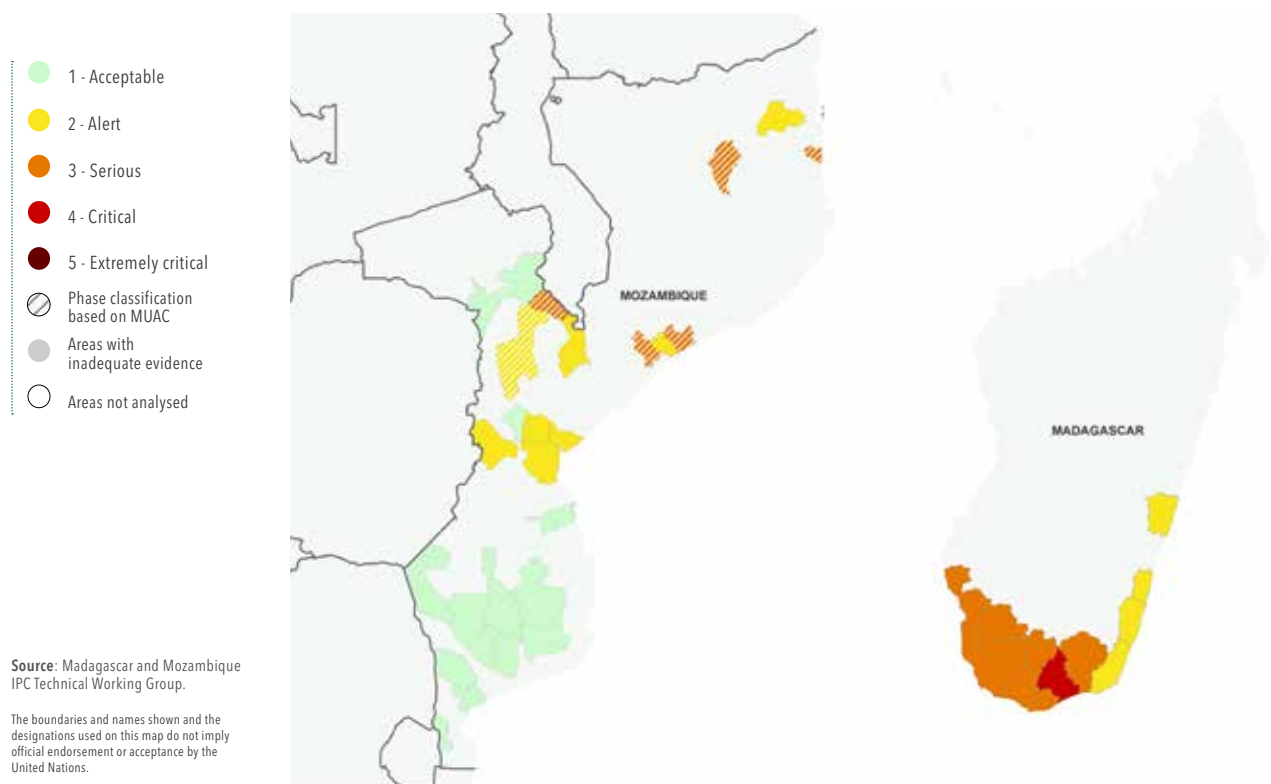 1 - Acceptable
2 - Alert
3 - Serious
4 - Critical
5 - Extremely critical
Phase classification
based on MUAC
Areas with
inadequate evidence
Areas not analysed
MOZAMBIQUE
MADAGASCAR
Source: Madagascar and Mozambique
IPC Technical Working Group.
The boundaries and names shown and the
designations used on this map do not imply
official endorsement or acceptance by the
United Nations.